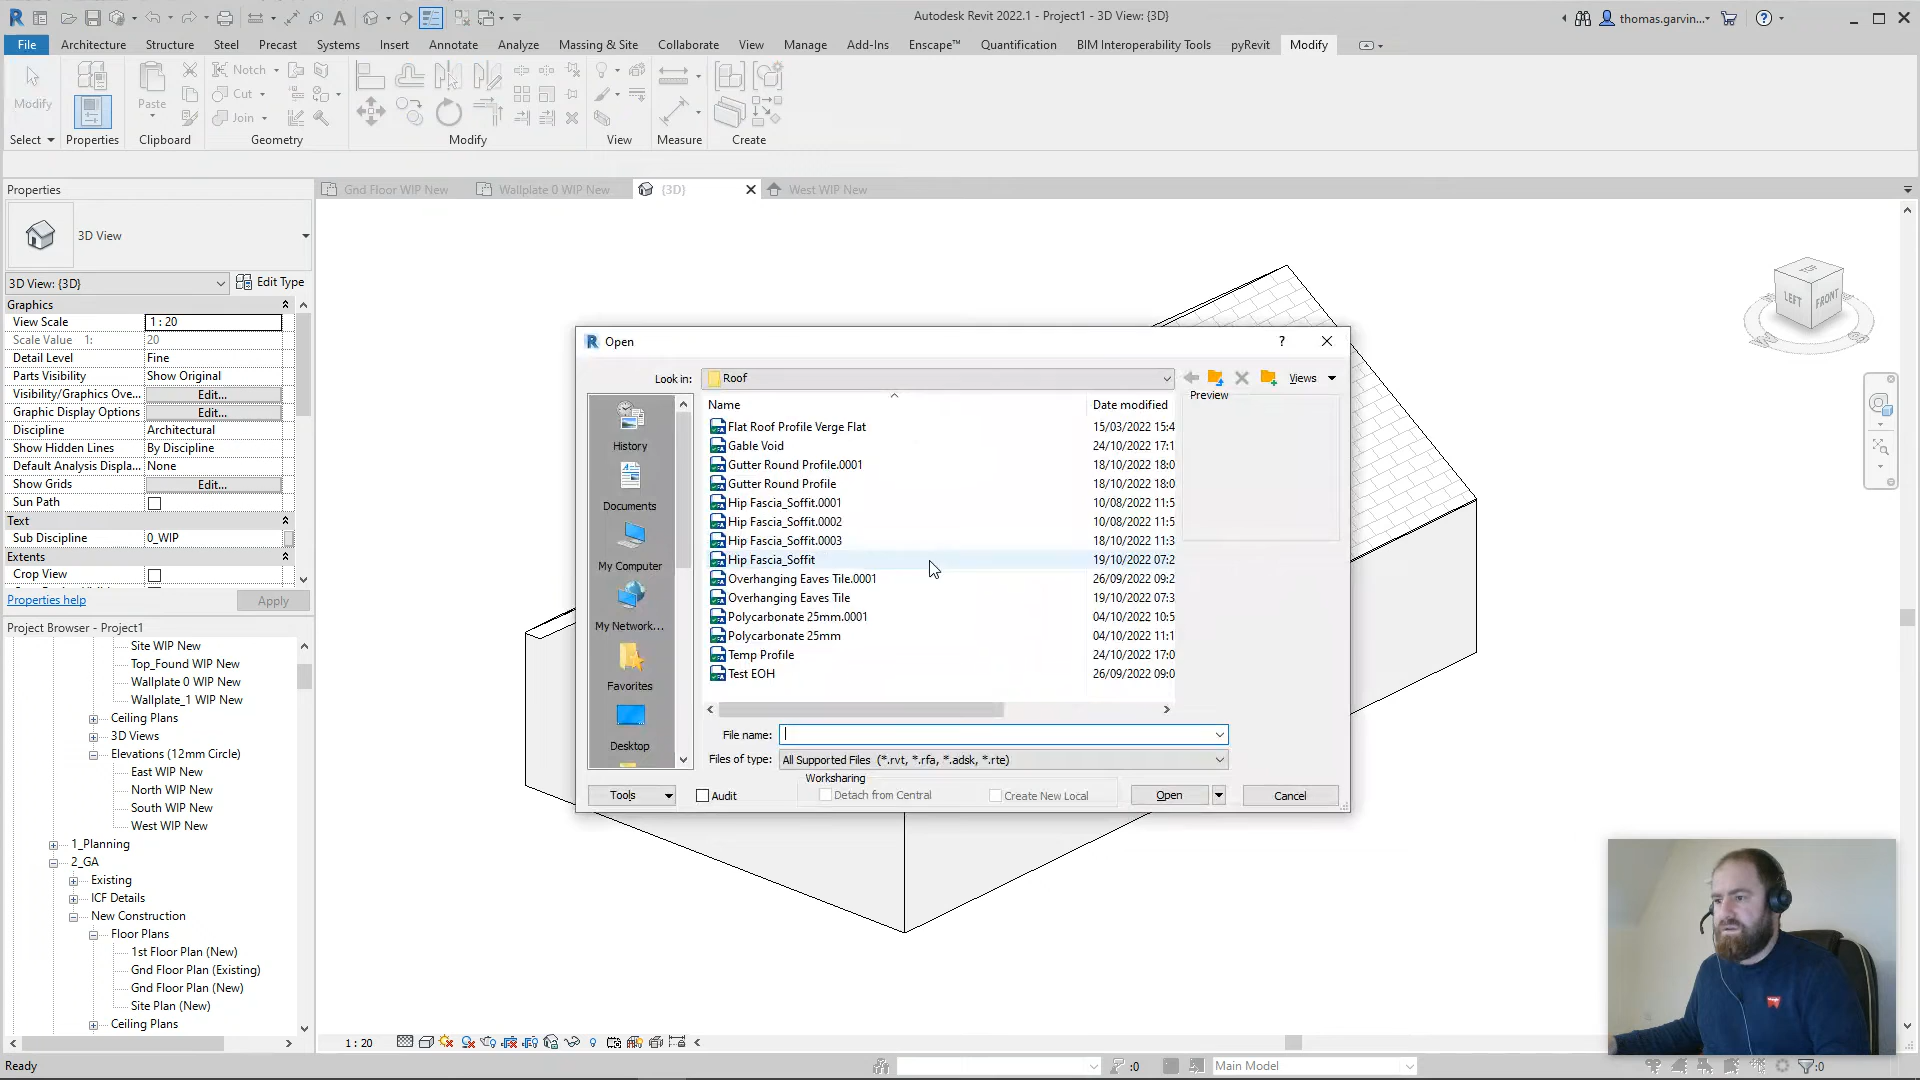 Autodesk Revit 2022.1 - Project1 - 3D View: {3D}
thomas.garvin...
File Architecture Structure Steel Precast Systems Insert Annotate Analyze Massing & Site Collaborate View Manage Add-Ins Enscape™ Quantification BIM Interoperability Tools pyRevit Modify
Modify Paste Notch
Cut
Join
Select Properties Clipboard Geometry Modify View Measure Create
Properties
Gnd Floor WIP New Wallplate 0 WIP New {3D} West WIP New
3D View
3D View: {3D} Edit Type
Graphics
View Scale 1 : 20
Scale Value 1: 20
Detail Level Fine
Parts Visibility Show Original
Visibility/Graphics Ove... Edit...
Graphic Display Options Edit...
Discipline Architectural
Show Hidden Lines By Discipline
Default Analysis Displa... None
Show Grids Edit...
Sun Path
Text
Sub Discipline 0_WIP
Extents
Crop View
Properties help Apply
Project Browser - Project1
Site WIP New
Top_Found WIP New
Wallplate 0 WIP New
Wallplate_1 WIP New
Ceiling Plans
3D Views
Elevations (12mm Circle)
East WIP New
North WIP New
South WIP New
West WIP New
1_Planning
2_GA
Existing
ICF Details
New Construction
Floor Plans
1st Floor Plan (New)
Gnd Floor Plan (Existing)
Gnd Floor Plan (New)
Site Plan (New)
Ceiling Plans
TOP
LEFT FRONT
Open
Look in: Roof Views
Preview
History
Documents
My Computer
My Network...
Favorites
Desktop
Name Date modified
Flat Roof Profile Verge Flat 15/03/2022 15:4
Gable Void 24/10/2022 17:1
Gutter Round Profile.0001 18/10/2022 18:0
Gutter Round Profile 18/10/2022 18:0
Hip Fascia_Soffit.0001 10/08/2022 11:5
Hip Fascia_Soffit.0002 10/08/2022 11:5
Hip Fascia_Soffit.0003 18/10/2022 11:3
Hip Fascia_Soffit 19/10/2022 07:2
Overhanging Eaves Tile.0001 26/09/2022 09:2
Overhanging Eaves Tile 19/10/2022 07:3
Polycarbonate 25mm.0001 04/10/2022 10:5
Polycarbonate 25mm 04/10/2022 11:1
Temp Profile 24/10/2022 17:0
Test EOH 26/09/2022 09:0
File name:
Files of type: All Supported Files (*.rvt, *.rfa, *.adsk, *.rte)
Worksharing
Tools Audit Detach from Central Create New Local Open Cancel
1 : 20
Ready :0 Main Model :0